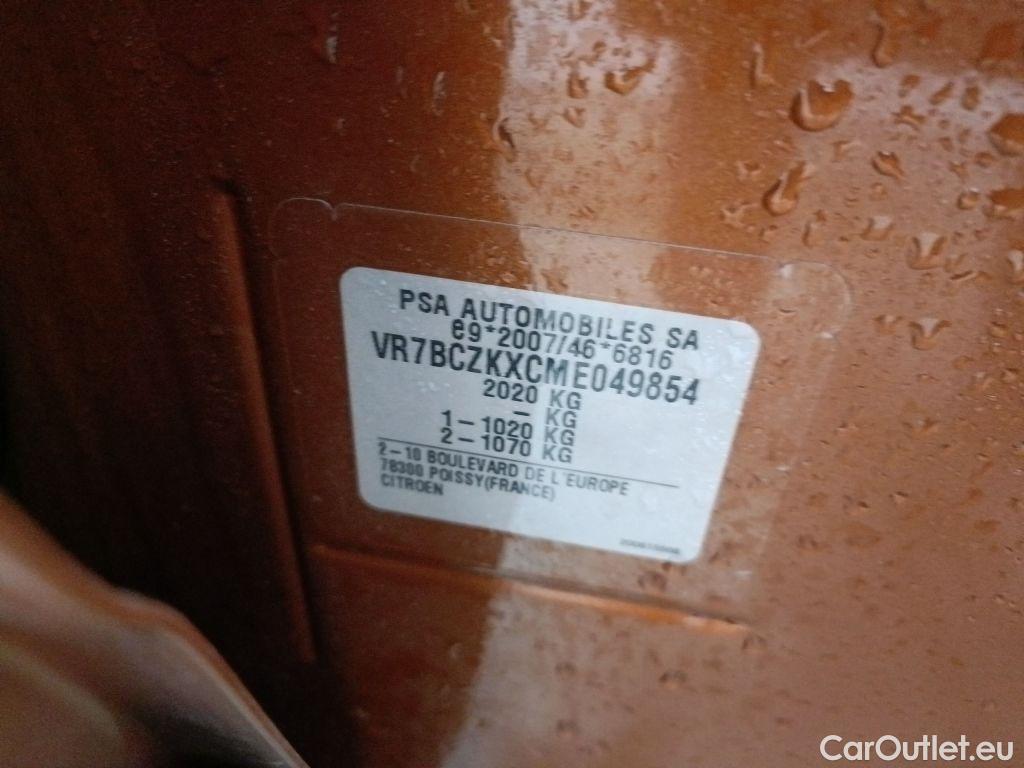 PSA AUTOMOBILES SA
e9*2007/46*6816
VR7BCZKXCME049854
2020 KG
– KG
1 – 1020 KG
2 – 1070 KG
2 – 10 BOULEVARD DE L'EUROPE
78300 POISSY(FRANCE)
CITROEN
CarOutlet.eu